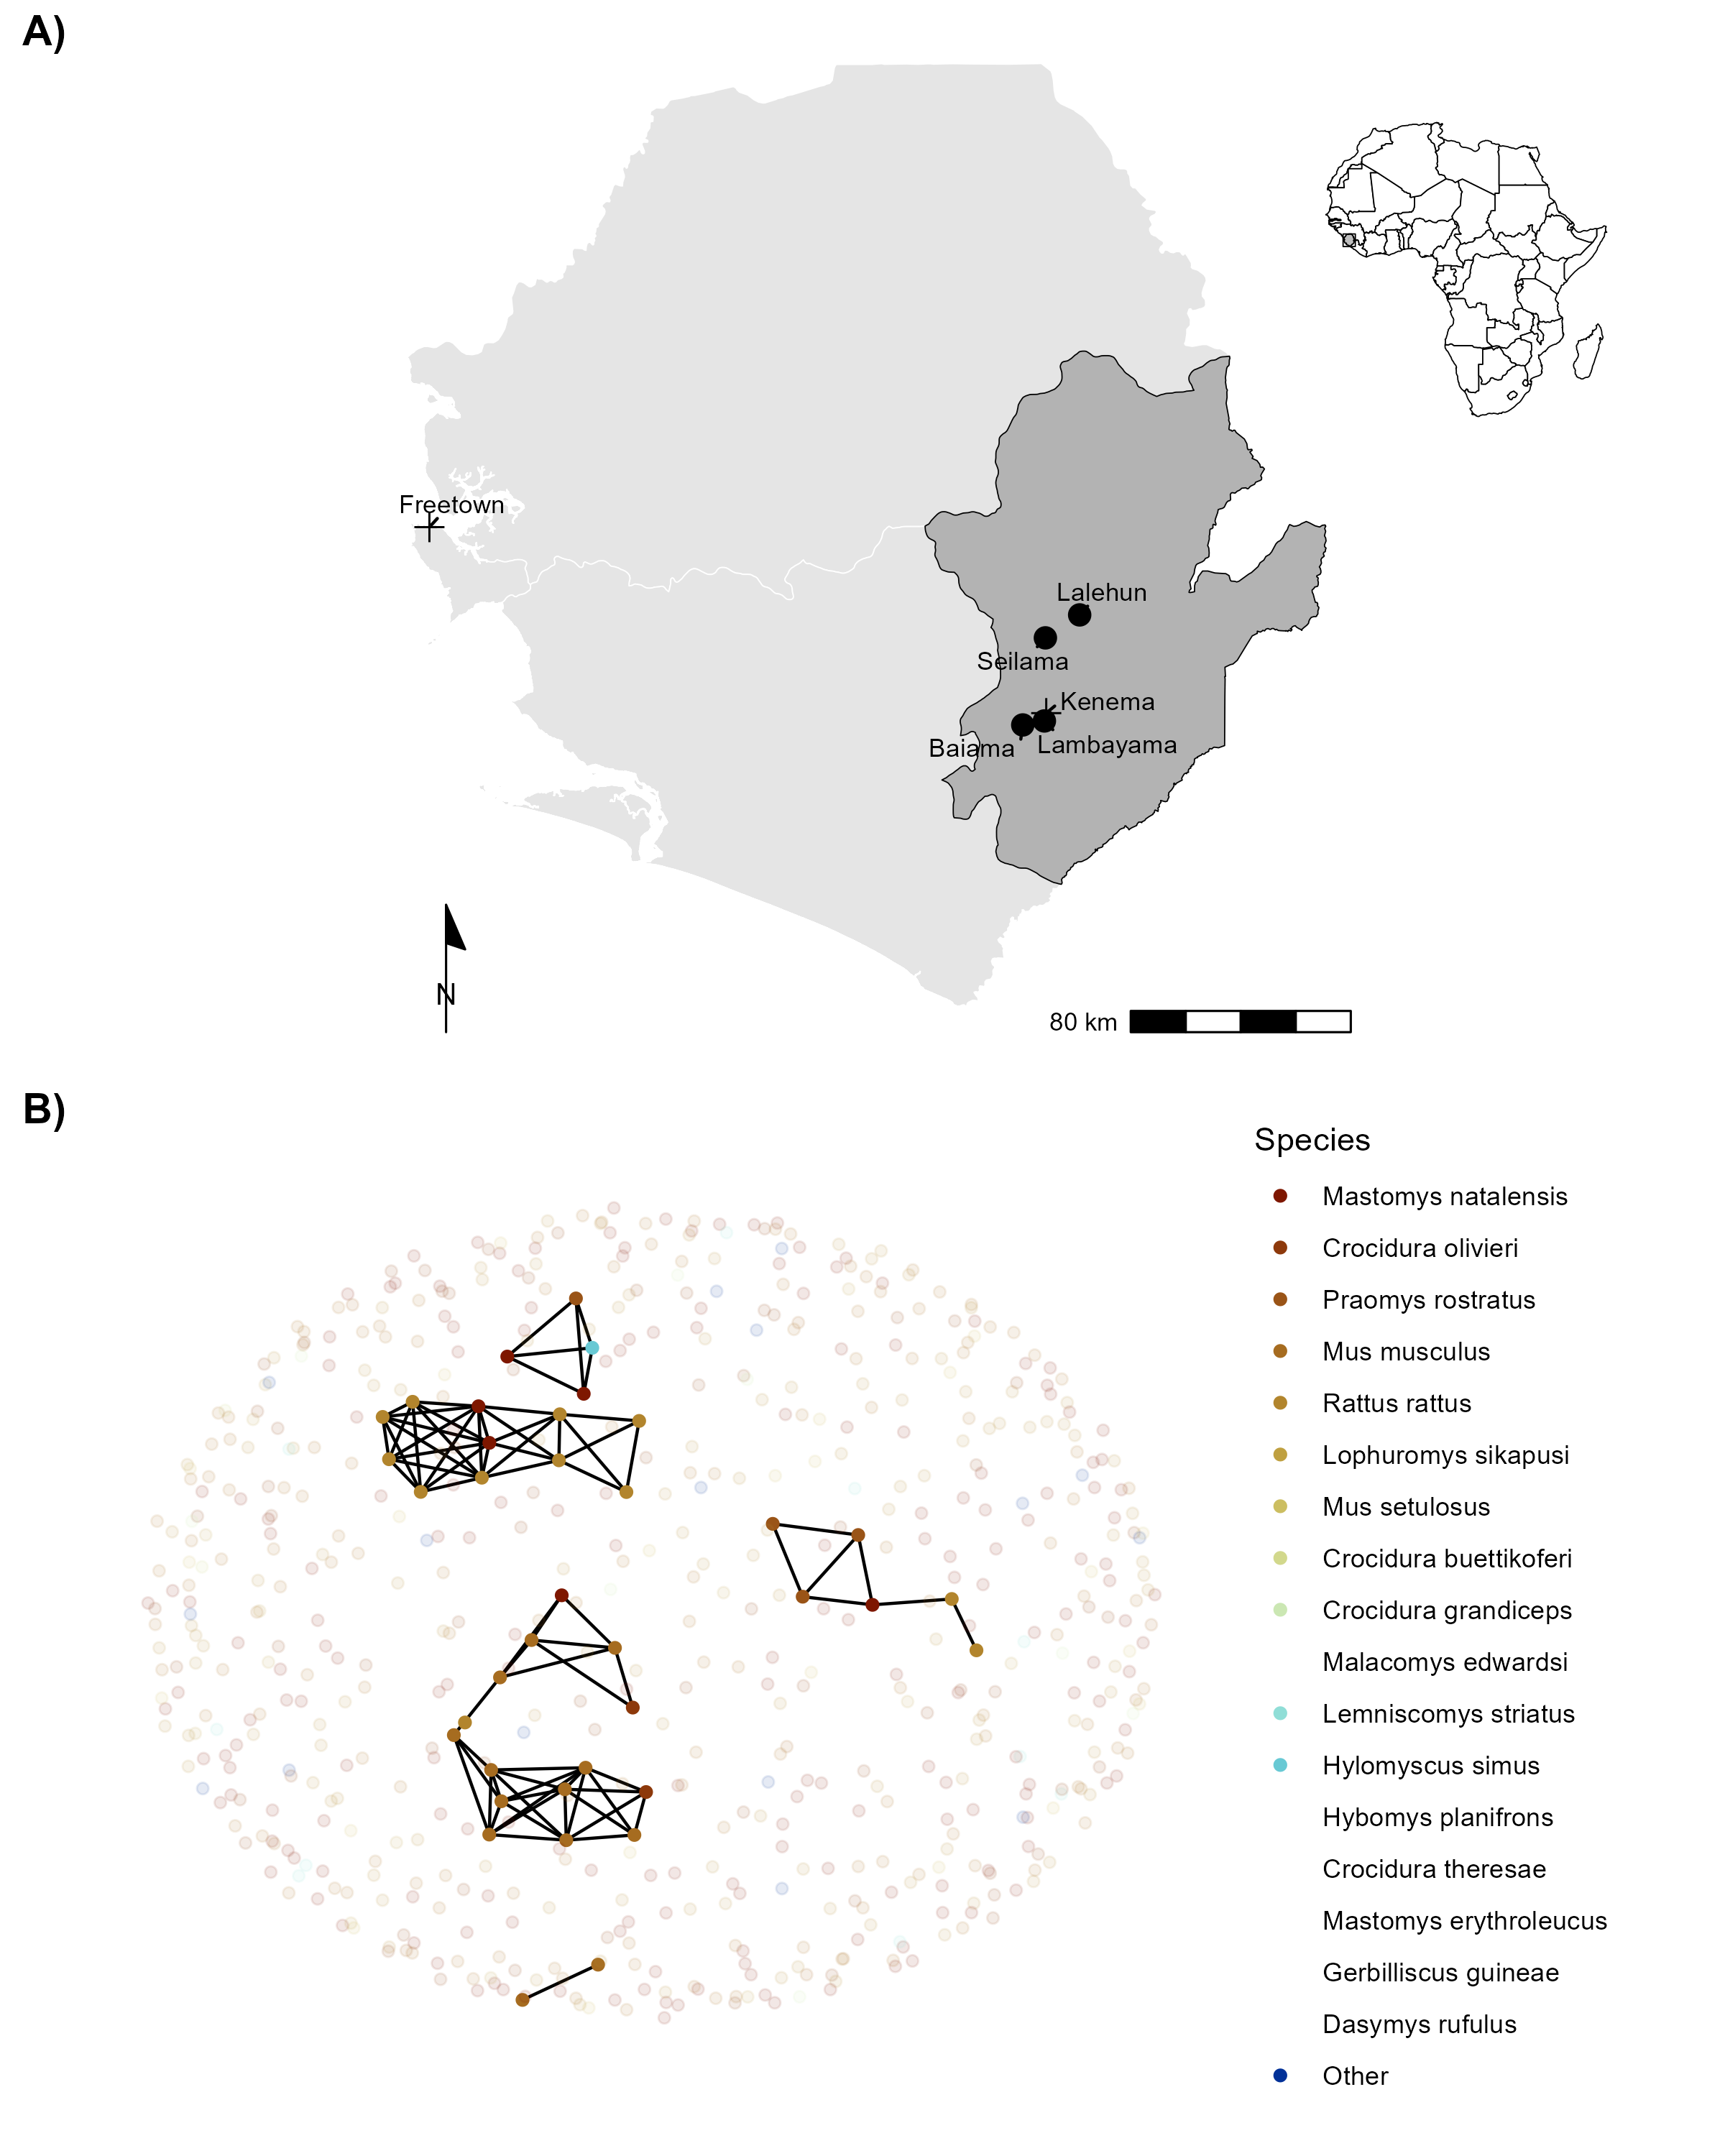 A)
Freetown
Lalehun
Seilama
Kenema
Baiama
Lambayama
N
80 km
B)
Species
Mastomys natalensis
Crocidura olivieri
Praomys rostratus
Mus musculus
Rattus rattus
Lophuromys sikapusi
Mus setulosus
Crocidura buettikoferi
Crocidura grandiceps
Malacomys edwardsi
Lemniscomys striatus
Hylomyscus simus
Hybomys planifrons
Crocidura theresae
Mastomys erythroleucus
Gerbilliscus guineae
Dasymys rufulus
Other